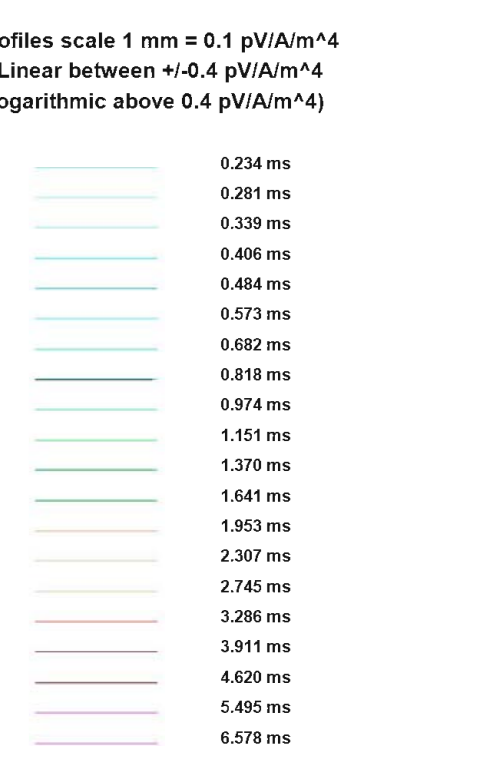 ofiles scale 1 mm = 0.1 pV/A/m^4
Linear between +/-0.4 pV/A/m^4
ogarithmic above 0.4 pV/A/m^4)
0.234 ms
0.281 ms
0.339 ms
0.406 ms
0.484 ms
0.573 ms
0.682 ms
0.818 ms
0.974 ms
1.151 ms
1.370 ms
1.641 ms
1.953 ms
2.307 ms
2.745 ms
3.286 ms
3.911 ms
4.620 ms
5.495 ms
6.578 ms